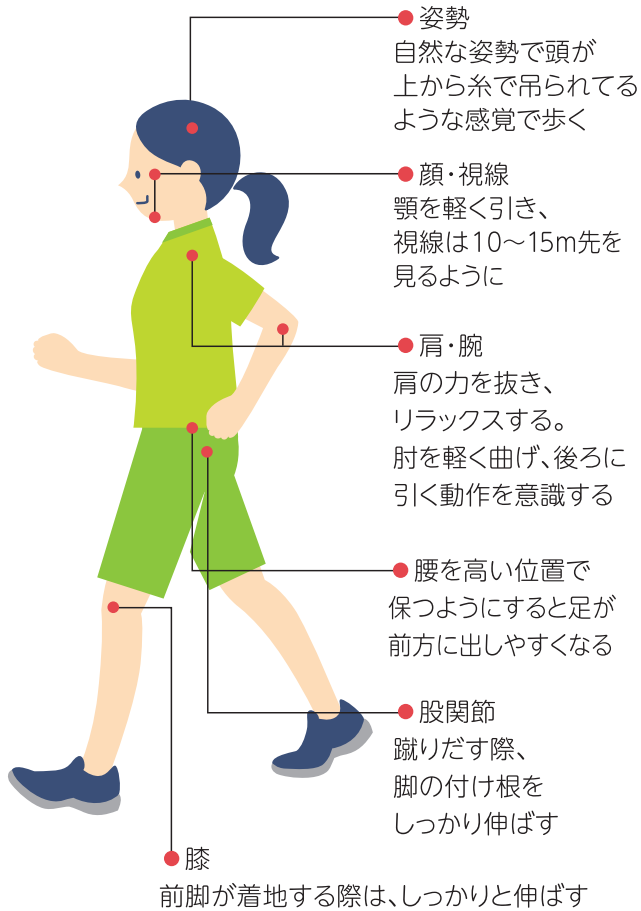 姿勢
自然な姿勢で頭が
上から糸で吊られてる
ような感覚で歩く
顔・視線
顎を軽く引き、
視線は10〜15m先を
見るように
肩・腕
肩の力を抜き、
リラックスする。
肘を軽く曲げ、後ろに
引く動作を意識する
腰を高い位置で
保つようにすると足が
前方に出しやすくなる
股関節
蹴りだす際、
脚の付け根を
しっかり伸ばす
膝
前脚が着地する際は、しっかりと伸ばす